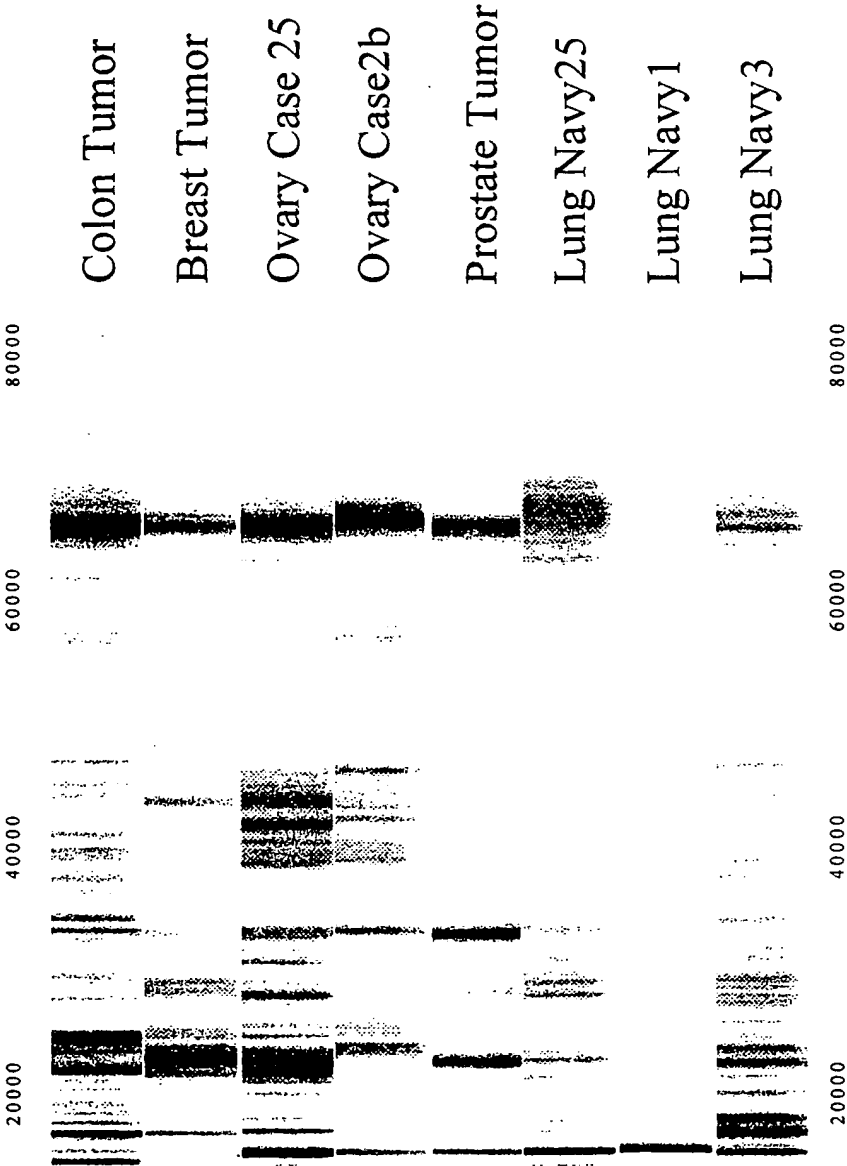 Colon Tumor
Breast Tumor
Ovary Case 25
Ovary Case2b
Prostate Tumor
Lung Navy25
Lung Navy1
Lung Navy3
80000
80000
60000
60000
40000
40000
20000
20000